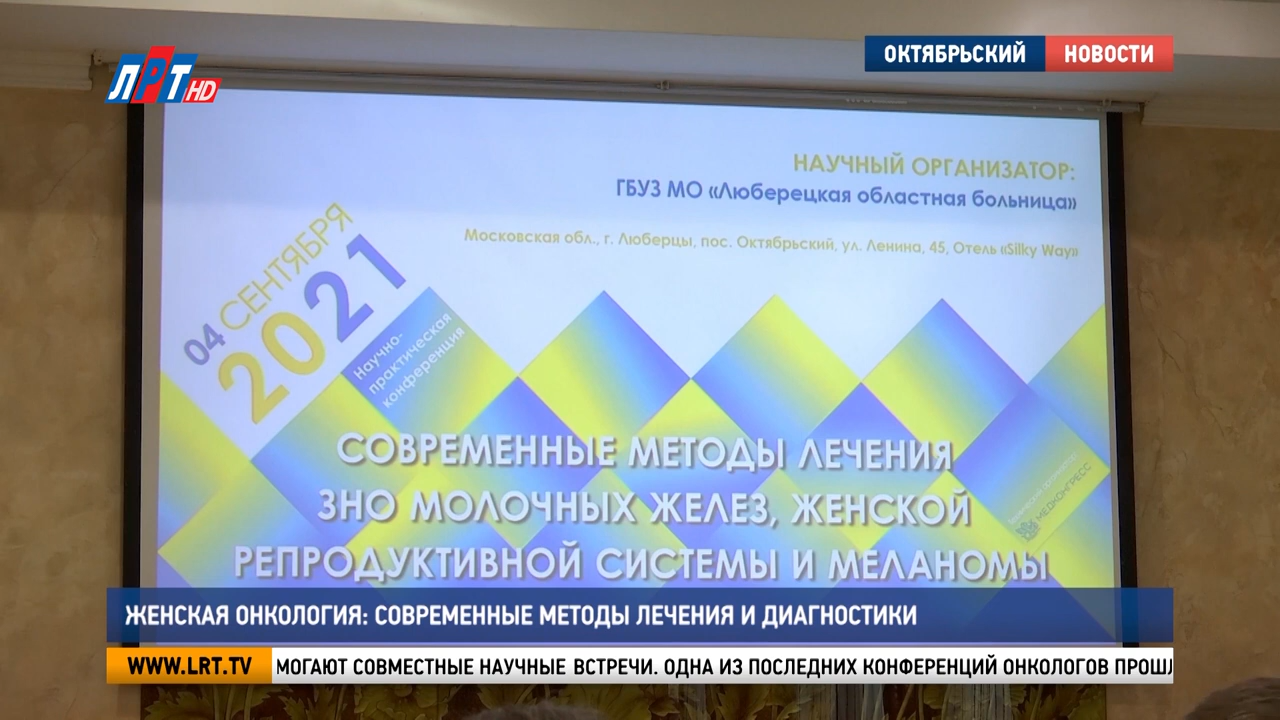 ЛРТ HD
ОКТЯБРЬСКИЙ НОВОСТИ
НАУЧНЫЙ ОРГАНИЗАТОР:
ГБУЗ МО «Люберецкая областная больница»
Московская обл., г. Люберцы, пос. Октябрьский, ул. Ленина, 45, Отель «Silky Way»
04 СЕНТЯБРЯ
2021
Научно-
практическая
конференция
СОВРЕМЕННЫЕ МЕТОДЫ ЛЕЧЕНИЯ
ЗНО МОЛОЧНЫХ ЖЕЛЕЗ, ЖЕНСКОЙ
РЕПРОДУКТИВНОЙ СИСТЕМЫ И МЕЛАНОМЫ
МЕДКОНГРЕСС
ЖЕНСКАЯ ОНКОЛОГИЯ: СОВРЕМЕННЫЕ МЕТОДЫ ЛЕЧЕНИЯ И ДИАГНОСТИКИ
WWW.LRT.TV МОГАЮТ СОВМЕСТНЫЕ НАУЧНЫЕ ВСТРЕЧИ. ОДНА ИЗ ПОСЛЕДНИХ КОНФЕРЕНЦИЙ ОНКОЛОГОВ ПРОШЛ